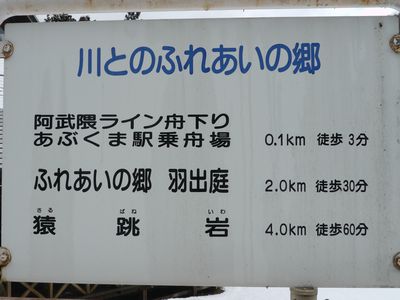 川とのふれあいの郷
阿武隈ライン舟下り
あぶくま駅乗舟場 0.1km 徒歩 3分
ふれあいの郷 羽出庭 2.0km 徒歩30分
さる ばね いわ
猿跳岩 4.0km 徒歩60分